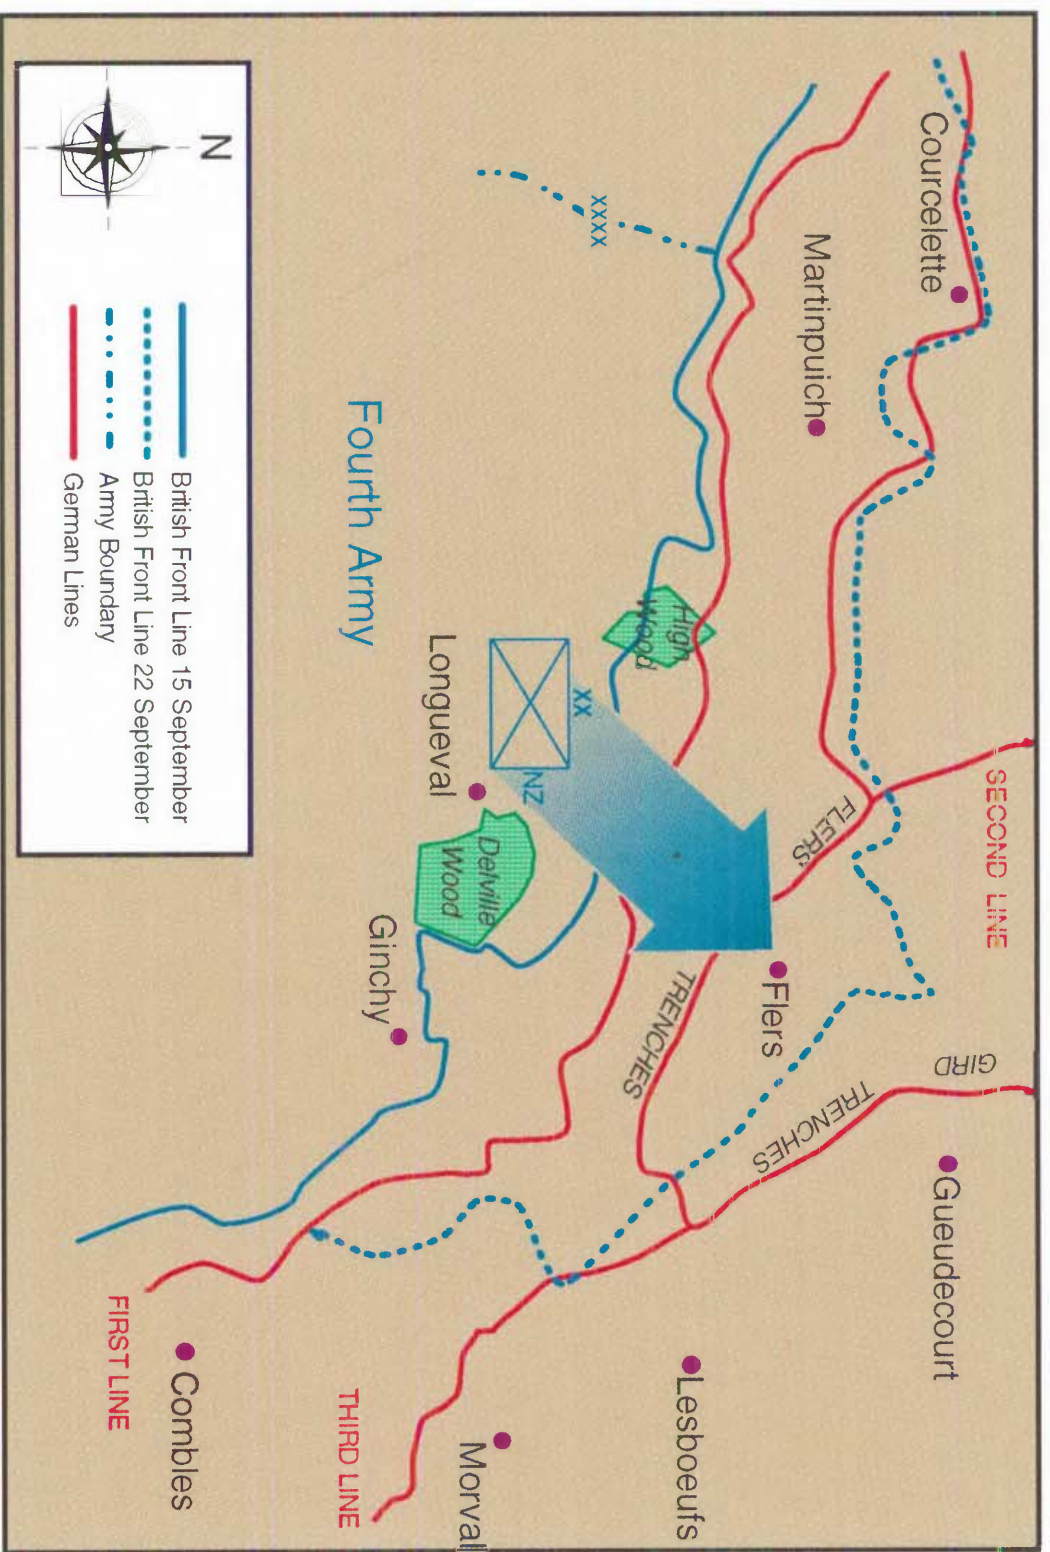 Courcelette
Martinpuich
SECOND LINE
FLERS
TRENCHES
Flers
GIRD
TRENCHES
Gueudecourt
High
Wood
XXXX
XX
NZ
Fourth Army
Longueval
Delville
Wood
Ginchy
Lesboeufs
Morval
THIRD LINE
Combles
FIRST LINE
N
British Front Line 15 September
British Front Line 22 September
Army Boundary
German Lines